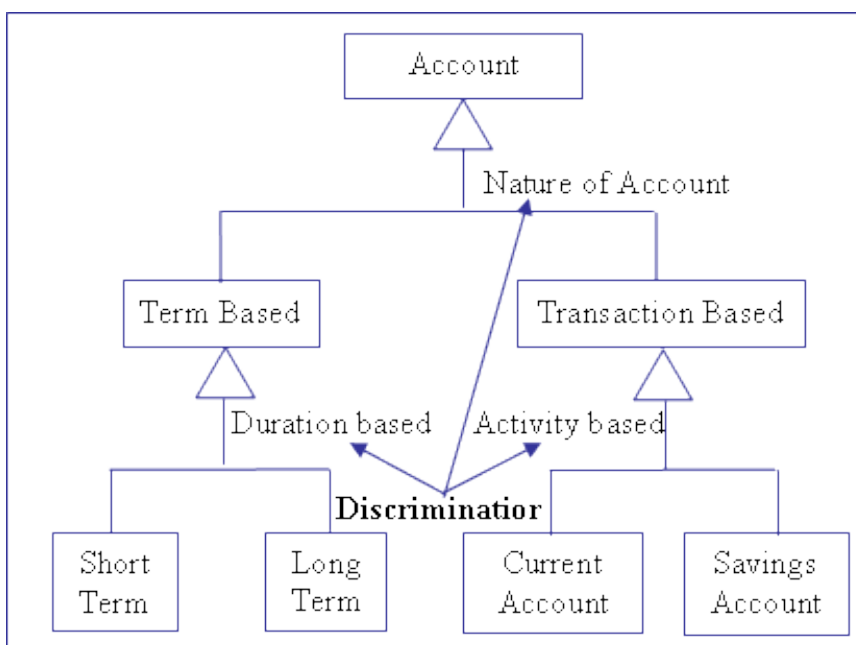 Account
Nature of Account
Term Based
Transaction Based
Duration based
Activity based
Discriminatior
Short
Term
Long
Term
Current
Account
Savings
Account